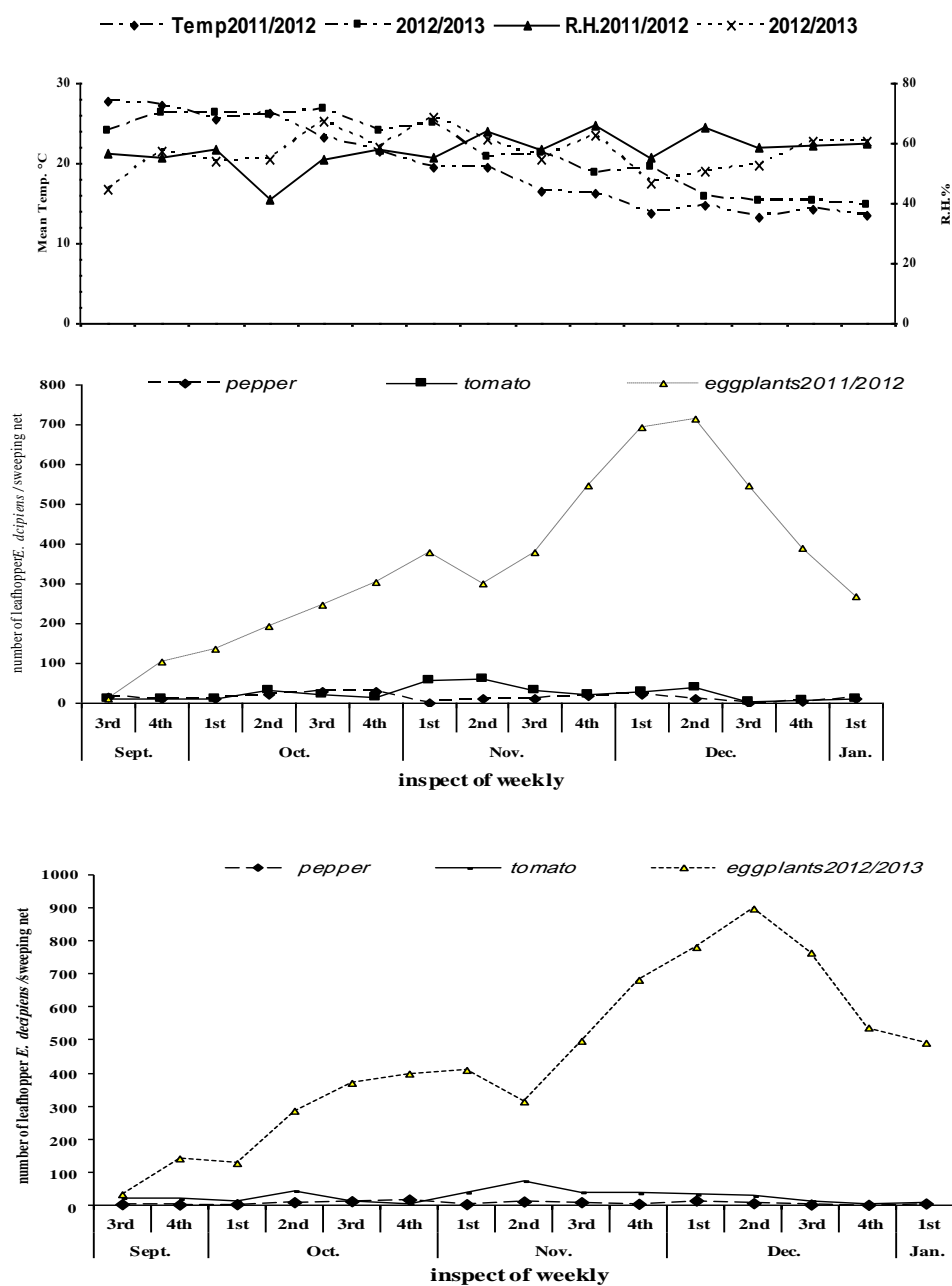 Temp2011/2012 2012/2013 R.H.2011/2012 2012/2013
30 80
20 60
40
10
20
0 0
Mean Temp. °C
R.H.%
pepper tomato eggplants2011/2012
800
700
600
500
400
300
200
100
0
number of leafhopperE. dcipiens / sweeping net
3rd 4th 1st 2nd 3rd 4th 1st 2nd 3rd 4th 1st 2nd 3rd 4th 1st
Sept. Oct. Nov. Dec. Jan.
inspect of weekly
pepper tomato eggplants2012/2013
1000
900
800
700
600
500
400
300
200
100
0
number of leafhopper E. decipiens /sweeping net
3rd 4th 1st 2nd 3rd 4th 1st 2nd 3rd 4th 1st 2nd 3rd 4th 1st
Sept. Oct. Nov. Dec. Jan.
inspect of weekly